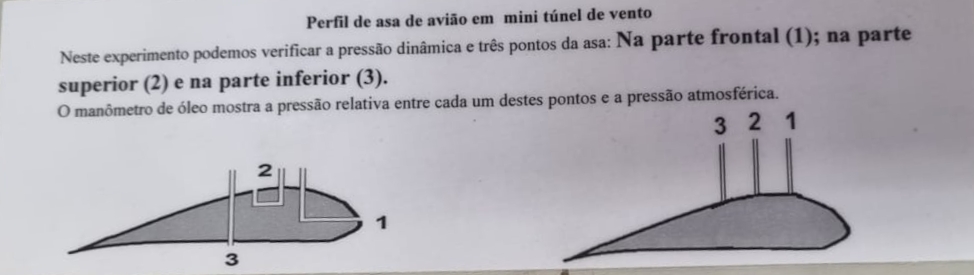 Perfil de asa de avião em mini túnel de vento
Neste experimento podemos verificar a pressão dinâmica e três pontos da asa: Na parte frontal (1); na parte
superior (2) e na parte inferior (3).
O manômetro de óleo mostra a pressão relativa entre cada um destes pontos e a pressão atmosférica.
3 2 1
2
1
3